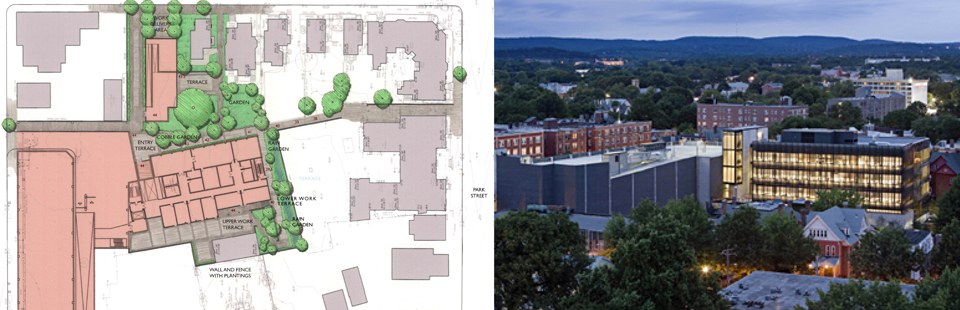 WORK
DELIVERY
AREA
TERRACE
GARDEN
COBBLE GARDEN
ENTRY
TERRACE
RAIN
GARDEN
TERRACE
LOWER WORK
TERRACE
UPPER WORK
TERRACE
RAIN
GARDEN
WALL AND FENCE
WITH PLANTINGS
PARK
STREET